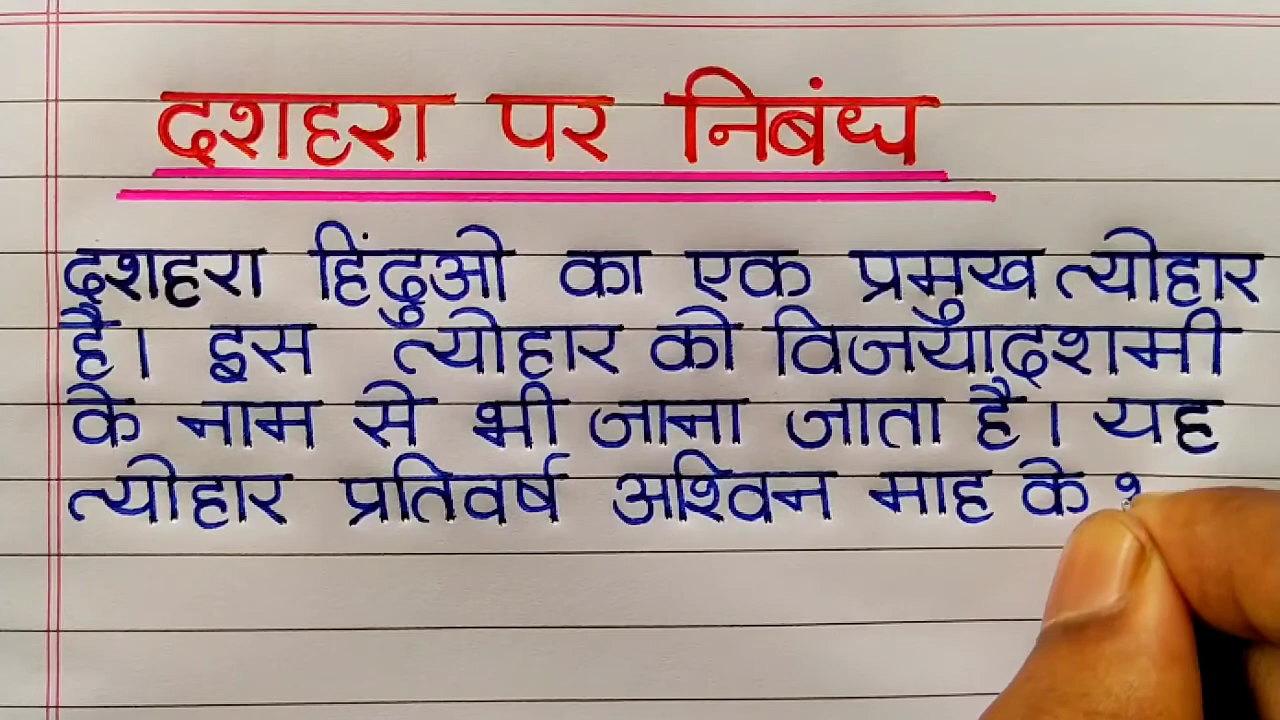 दशहरा पर निबंध
दशहरा हिंदुओ का एक प्रमुख त्योहार
है। इस त्योहार को विजयादशमी
के नाम से भी जाना जाता है। यह
त्योहार प्रतिवर्ष अश्विन माह के